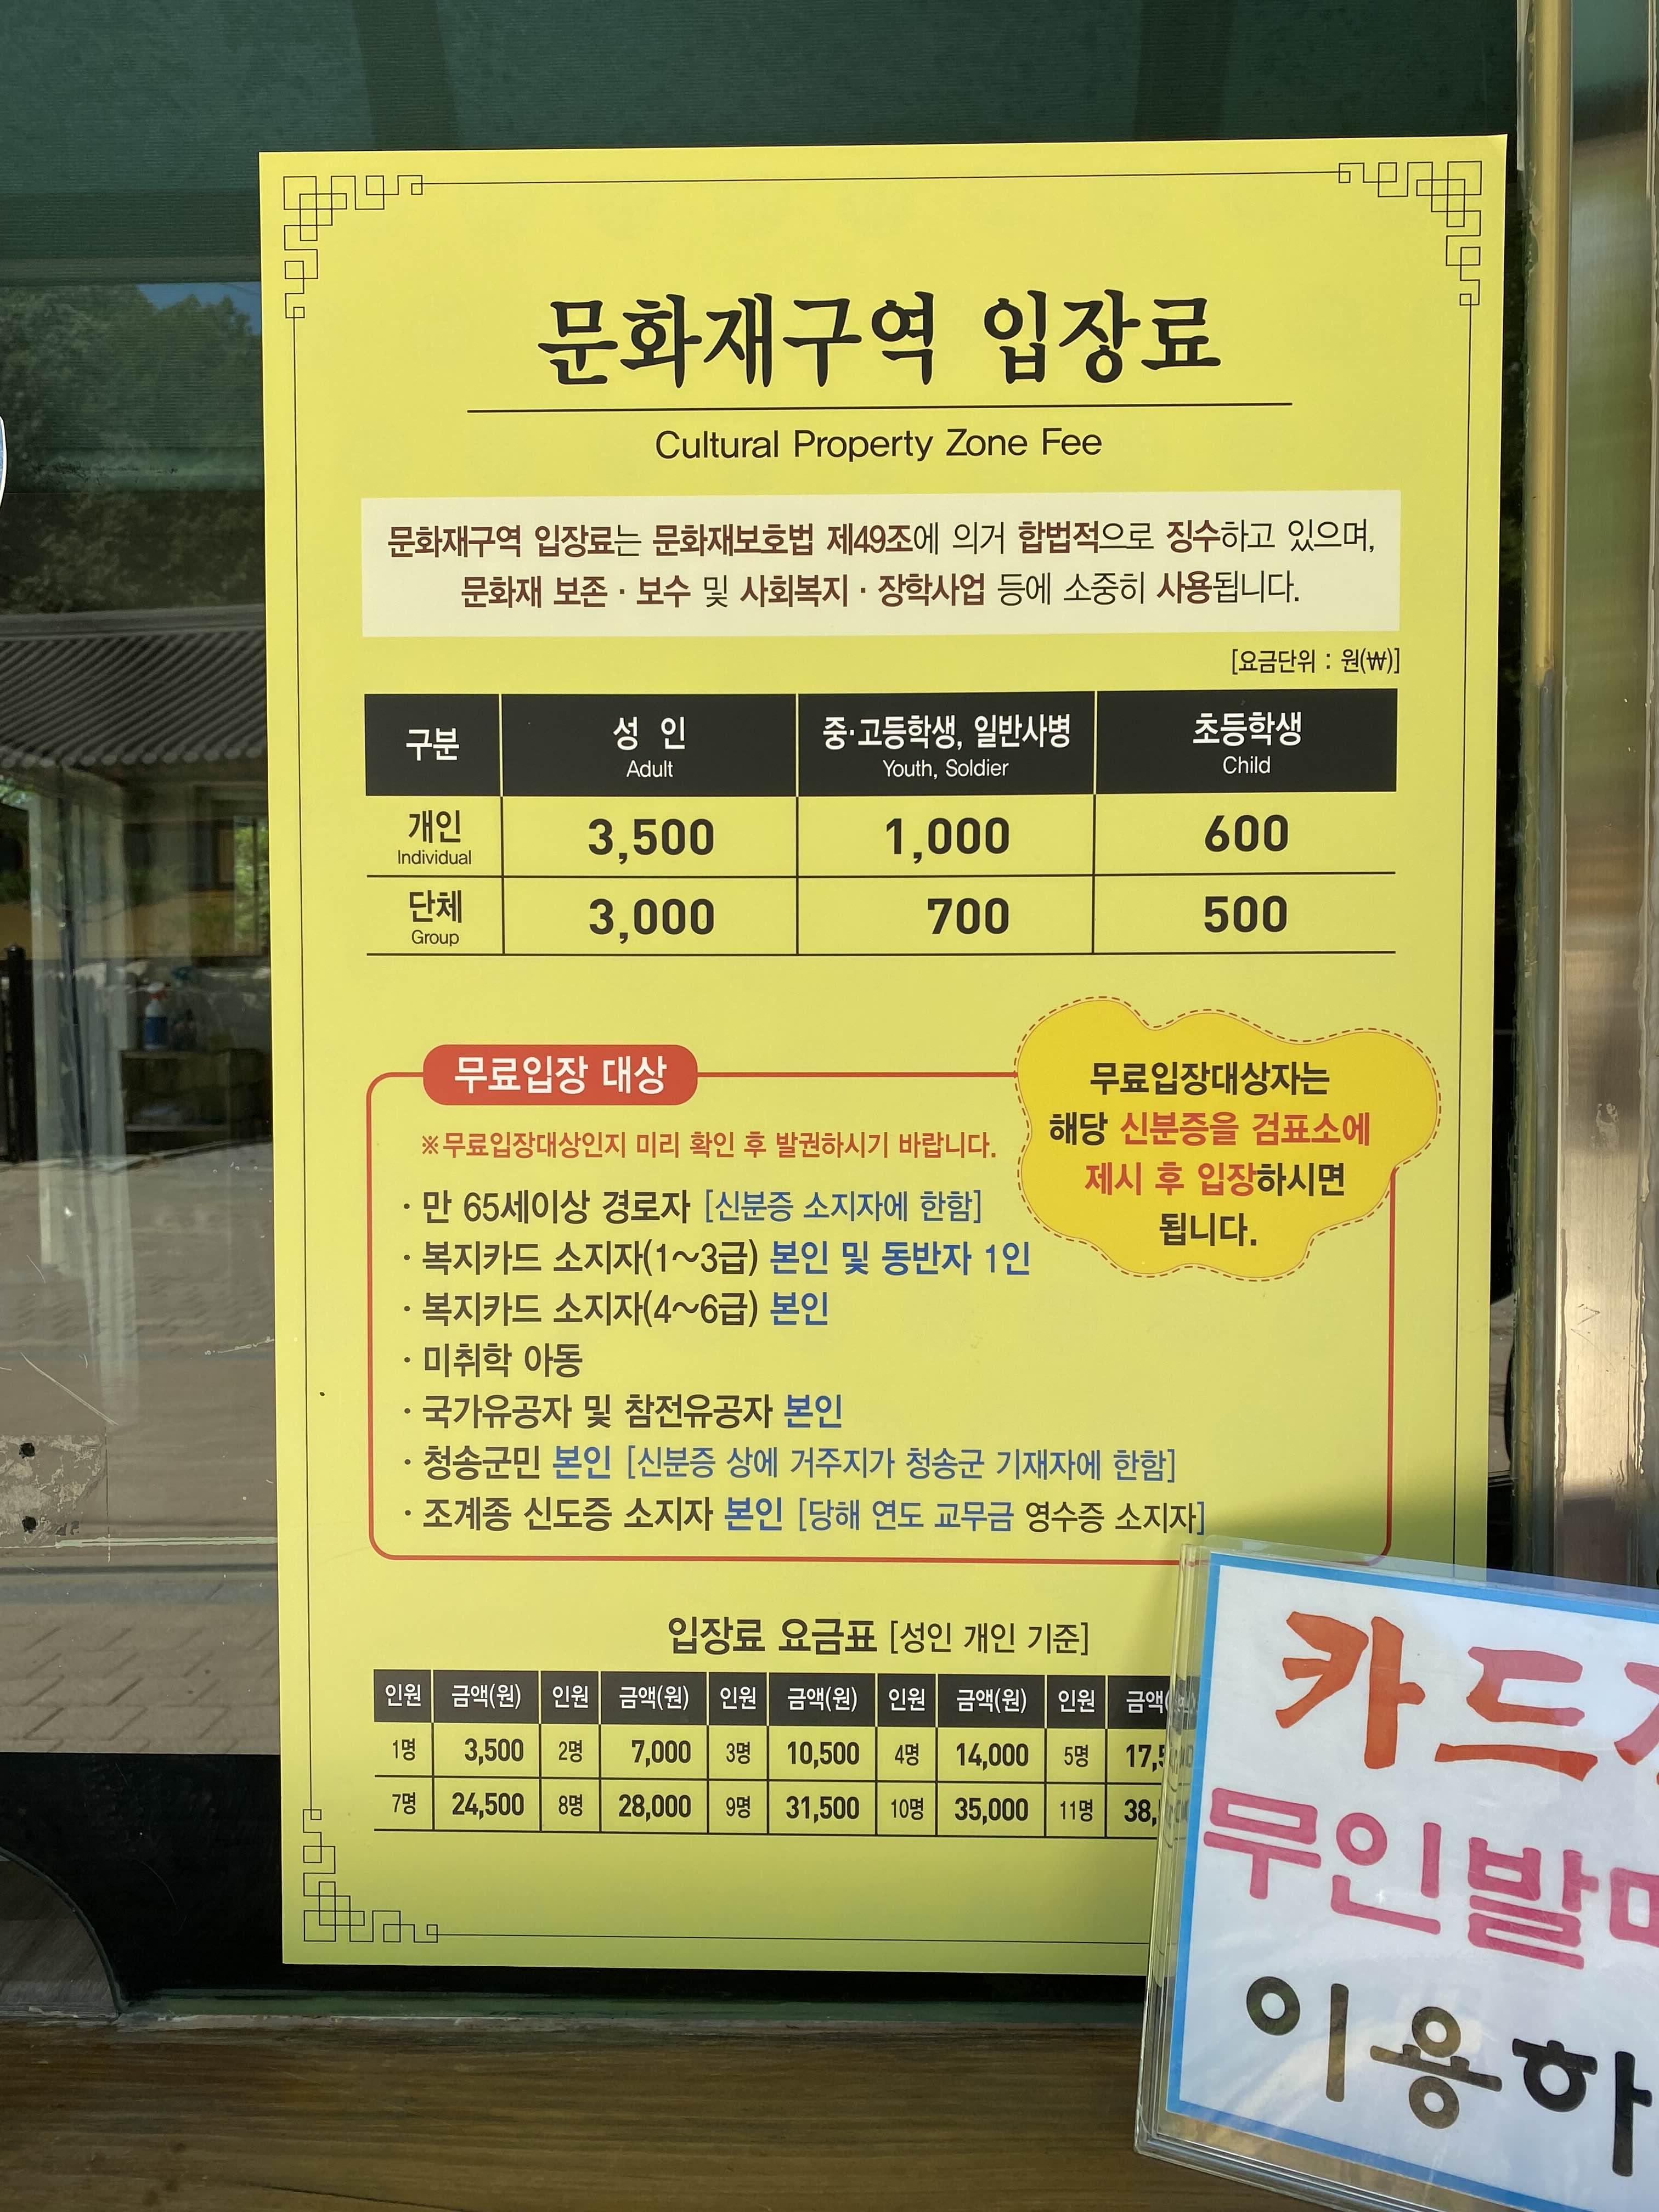 문화재구역 입장료
Cultural Property Zone Fee
문화재구역 입장료는 문화재보호법 제49조에 의거 합법적으로 징수하고 있으며,
문화재 보존 · 보수 및 사회복지 · 장학사업 등에 소중히 사용됩니다.
[요금단위 : 원(₩)]
구분 성 인 중·고등학생, 일반사병 초등학생
Adult Youth, Soldier Child
개인 3,500 1,000 600
Individual
단체 3,000 700 500
Group
무료입장 대상
무료입장대상자는
해당 신분증을 검표소에
제시 후 입장하시면
됩니다.
※무료입장대상인지 미리 확인 후 발권하시기 바랍니다.
· 만 65세이상 경로자 [신분증 소지자에 한함]
· 복지카드 소지자(1~3급) 본인 및 동반자 1인
· 복지카드 소지자(4~6급) 본인
· 미취학 아동
· 국가유공자 및 참전유공자 본인
· 청송군민 본인 [신분증 상에 거주지가 청송군 기재자에 한함]
· 조계종 신도증 소지자 본인 [당해 연도 교무금 영수증 소지자]
입장료 요금표 [성인 개인 기준]
인원 금액(원) 인원 금액(원) 인원 금액(원) 인원 금액(원) 인원 금액(
1명 3,500 2명 7,000 3명 10,500 4명 14,000 5명 17,5
7명 24,500 8명 28,000 9명 31,500 10명 35,000 11명 38,
카드
무인발
이용하